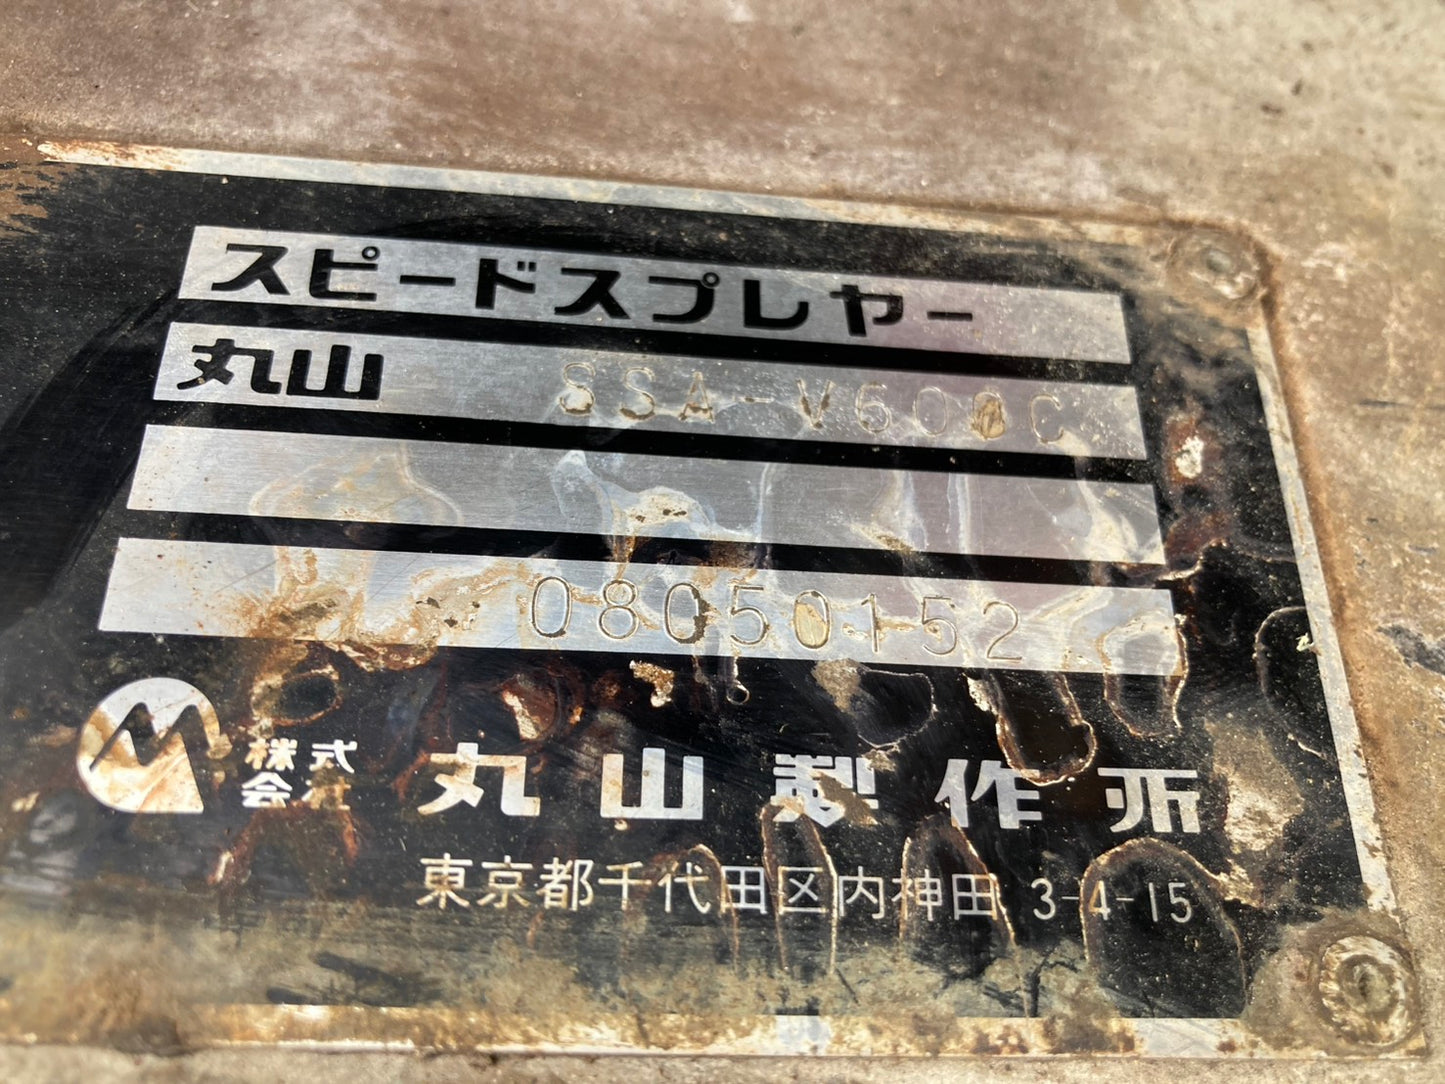 スピードスプレヤー
丸山 SSA-V600C
08050152
株式会社 丸山製作所
東京都千代田区内神田 3-4-15